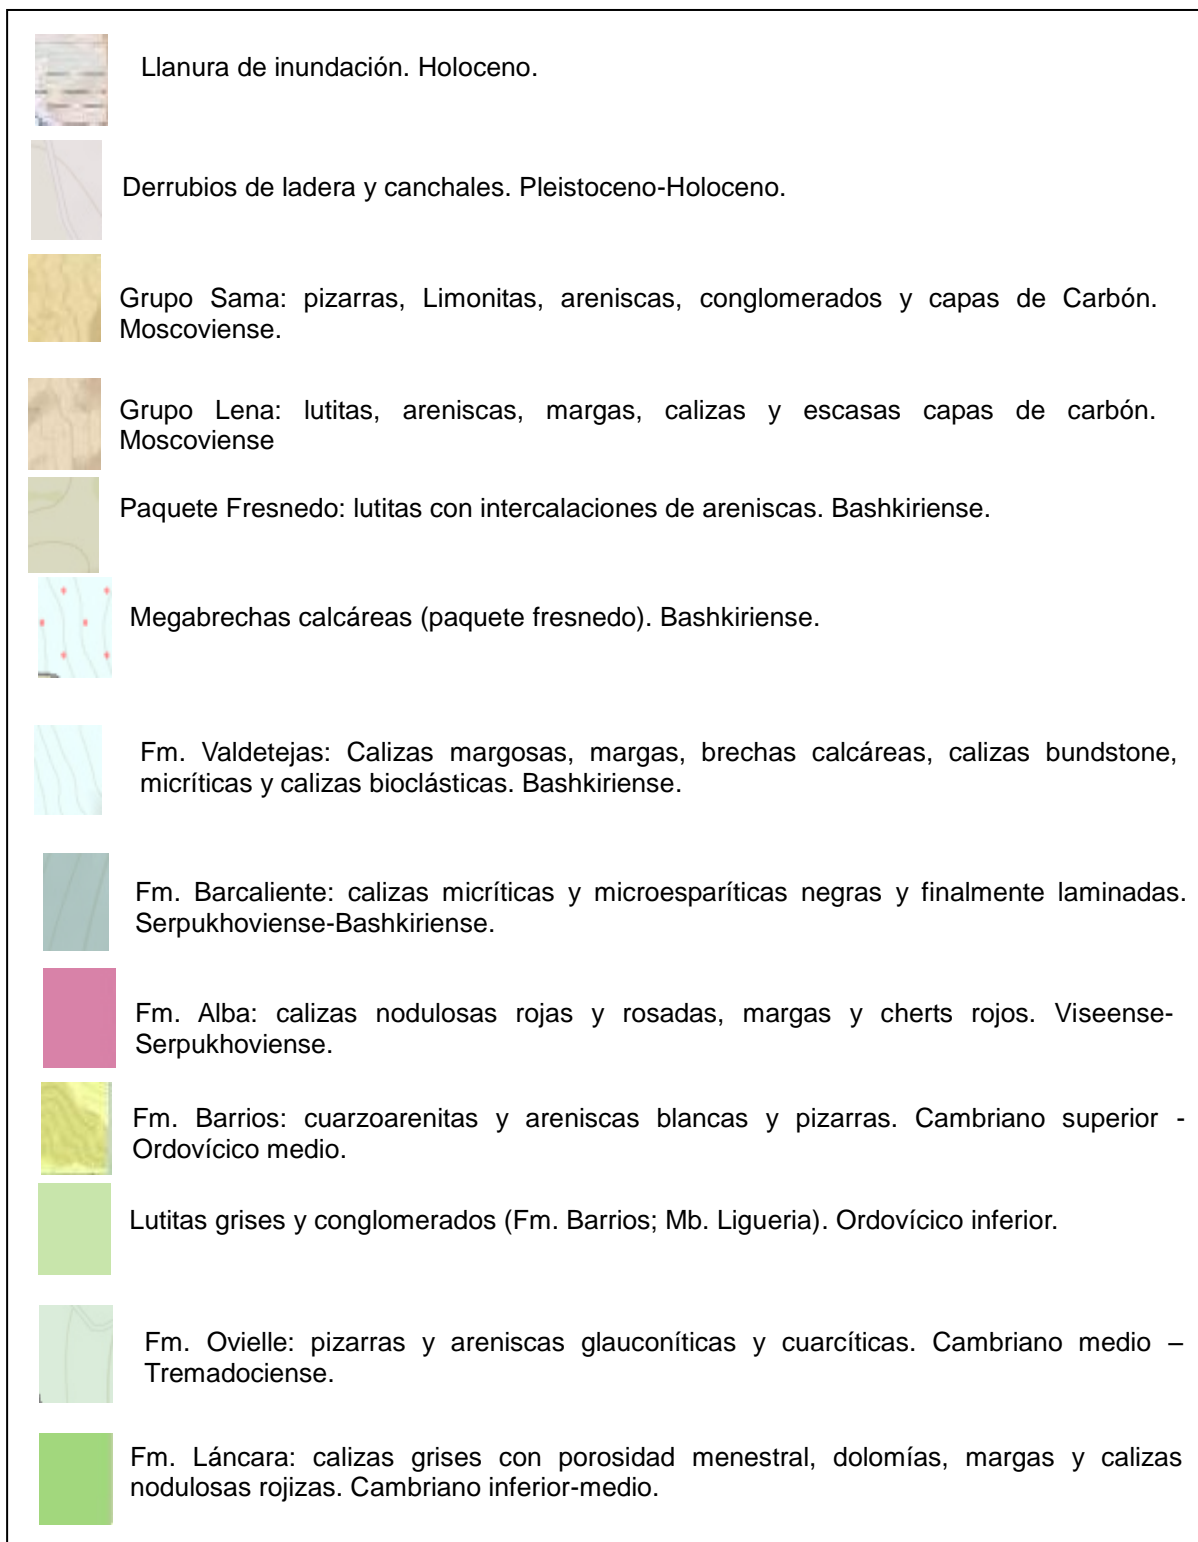 Llanura de inundación. Holoceno.
Derrubios de ladera y canchales. Pleistoceno-Holoceno.
Grupo Sama: pizarras, Limonitas, areniscas, conglomerados y capas de Carbón.
Moscoviense.
Grupo Lena: lutitas, areniscas, margas, calizas y escasas capas de carbón.
Moscoviense
Paquete Fresnedo: lutitas con intercalaciones de areniscas. Bashkiriense.
Megabrechas calcáreas (paquete fresnedo). Bashkiriense.
Fm. Valdetejas: Calizas margosas, margas, brechas calcáreas, calizas bundstone,
micríticas y calizas bioclásticas. Bashkiriense.
Fm. Barcaliente: calizas micríticas y microesparíticas negras y finalmente laminadas.
Serpukhoviense-Bashkiriense.
Fm. Alba: calizas nodulosas rojas y rosadas, margas y cherts rojos. Viseense-
Serpukhoviense.
Fm. Barrios: cuarzoarenitas y areniscas blancas y pizarras. Cambriano superior -
Ordovícico medio.
Lutitas grises y conglomerados (Fm. Barrios; Mb. Ligueria). Ordovícico inferior.
Fm. Ovielle: pizarras y areniscas glauconíticas y cuarcíticas. Cambriano medio –
Tremadociense.
Fm. Láncara: calizas grises con porosidad menestral, dolomías, margas y calizas
nodulosas rojizas. Cambriano inferior-medio.